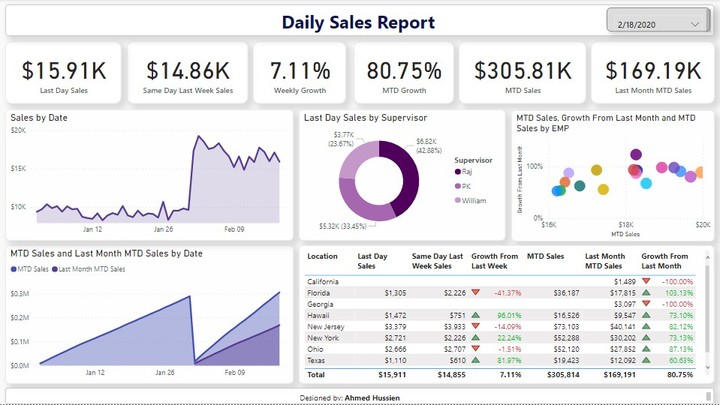 Daily Sales Report
2/18/2020
$15.91K
Last Day Sales
$14.86K
Same Day Last Week Sales
7.11%
Weekly Growth
80.75%
MTD Growth
$305.81K
MTD Sales
$169.19K
Last Month MTD Sales
Sales by Date
$20K
$15K
$10K
Jan 12
Jan 26
Feb 09
Last Day Sales by Supervisor
$3.77K
(23.67%)
$6.82K
(42.88%)
$5.32K (33.45%)
Supervisor
Raj
PK
William
MTD Sales, Growth From Last Month and MTD
Sales by EMP
Growth From Last Month
100%
0%
$16K
$18K
$20K
MTD Sales
MTD Sales and Last Month MTD Sales by Date
MTD Sales Last Month MTD Sales
$0.3M
$0.2M
$0.1M
$0.0M
Jan 12
Jan 26
Feb 09
Location Last Day Sales Same Day Last Week Sales Growth From Last Week MTD Sales Last Month MTD Sales Growth From Last Month
California $1,489 -100.00%
Florida $1,305 $2,226 -41.37% $36,187 $17,815 103.13%
Georgia $3,097 -100.00%
Hawaii $1,472 $751 96.01% $16,526 $9,547 73.10%
New Jersey $3,379 $3,933 -14.09% $73,103 $40,141 82.12%
New York $2,721 $2,226 22.24% $52,288 $30,202 73.13%
Ohio $2,666 $2,707 -1.51% $52,120 $27,852 87.13%
Texas $1,110 $610 81.97% $19,423 $12,092 60.63%
Total $15,911 $14,855 7.11% $305,814 $169,191 80.75%
Designed by: Ahmed Hussien